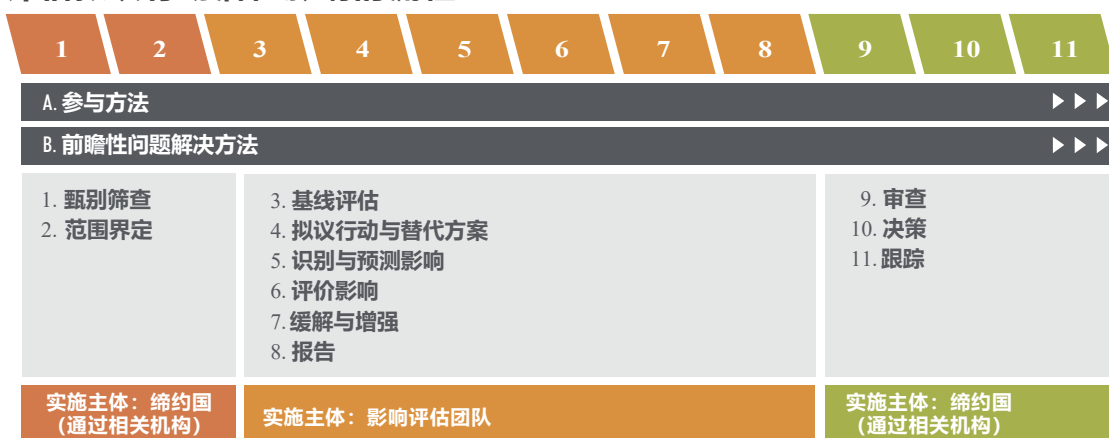 1 2 3 4 5 6 7 8 9 10 11
A. 参与方法
B. 前瞻性问题解决方法
1. 甄别筛查
2. 范围界定
3. 基线评估
4. 拟议行动与替代方案
5. 识别与预测影响
6. 评价影响
7. 缓解与增强
8. 报告
9. 审查
10. 决策
11. 跟踪
实施主体：缔约国
（通过相关机构）
实施主体：影响评估团队
实施主体：缔约国
（通过相关机构）